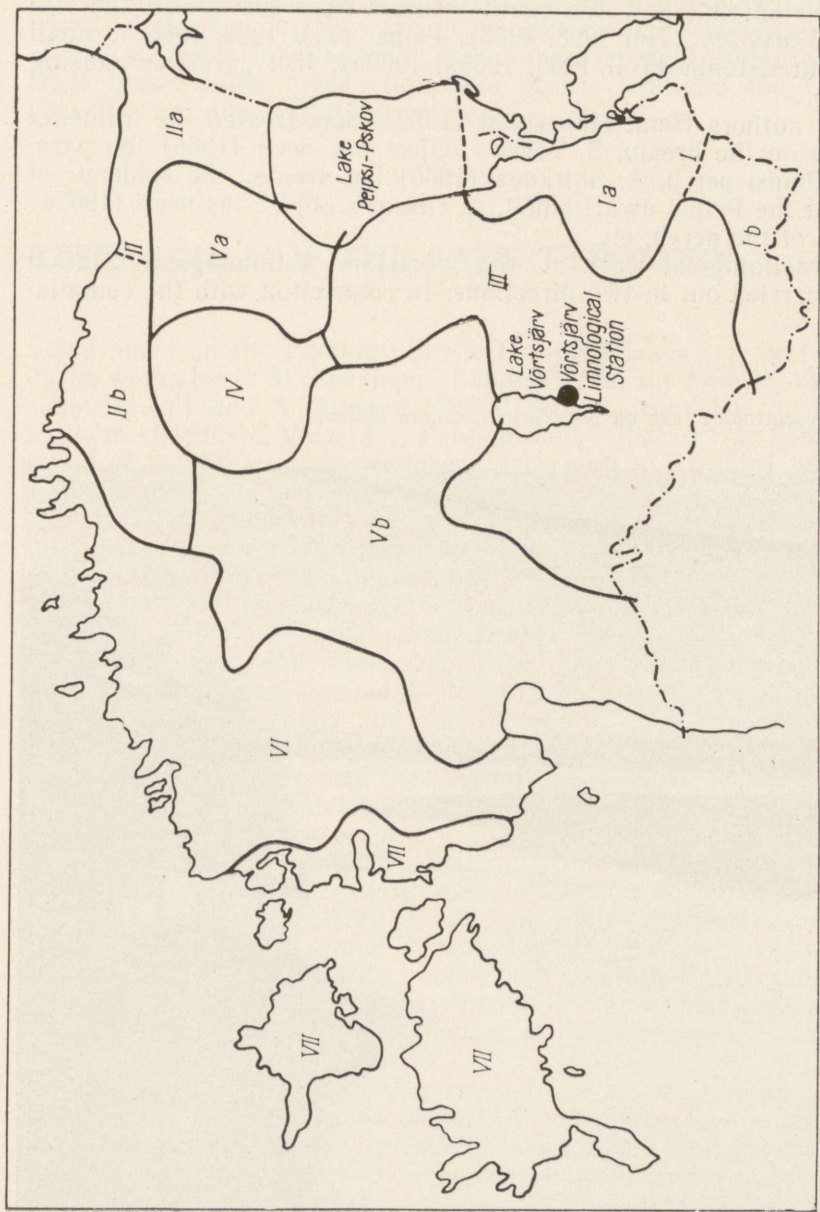 IIa
III
IIb
Va
IV
Lake
Peipsi-Pskov
Ia
Ib
III
Lake
Võrtsjärv
Võrtsjärv
Limnological
Station
Vb
VI
VII
VII
VII